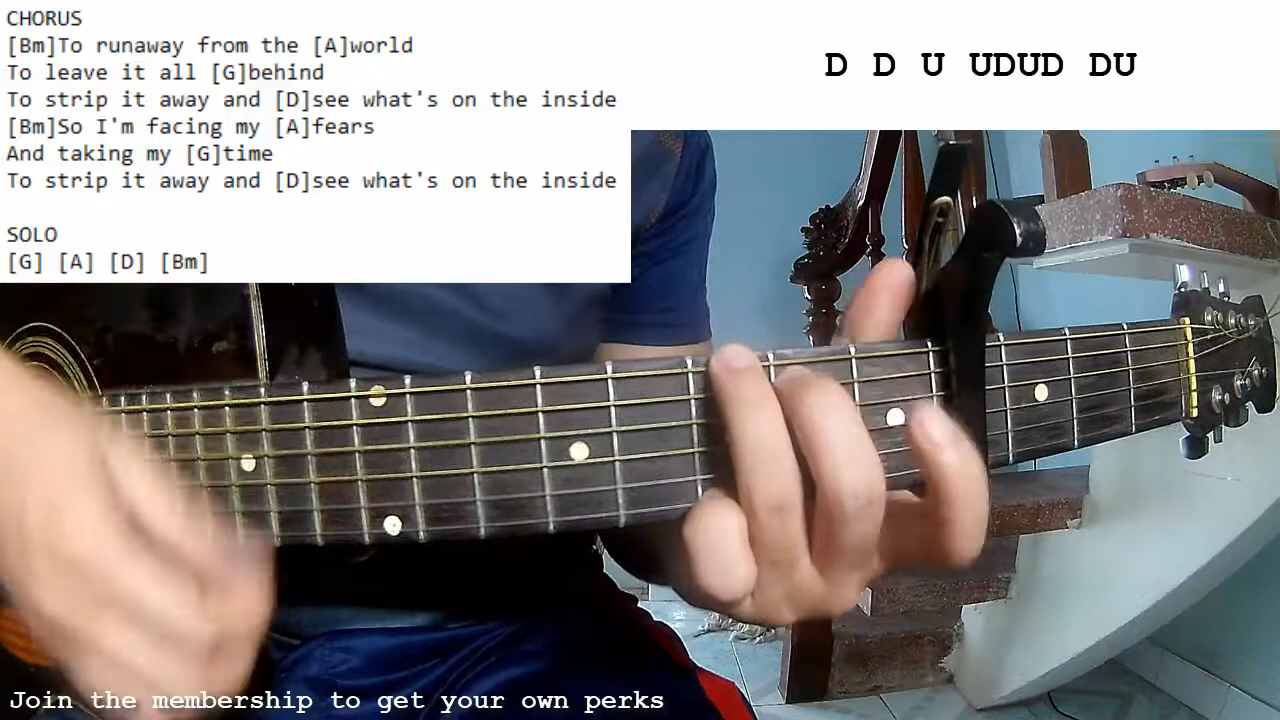 CHORUS
[Bm]To runaway from the [A]world
To leave it all [G]behind
To strip it away and [D]see what's on the inside
[Bm]So I'm facing my [A]fears
And taking my [G]time
To strip it away and [D]see what's on the inside
SOLO
[G] [A] [D] [Bm]
D D U UDUD DU
Join the membership to get your own perks